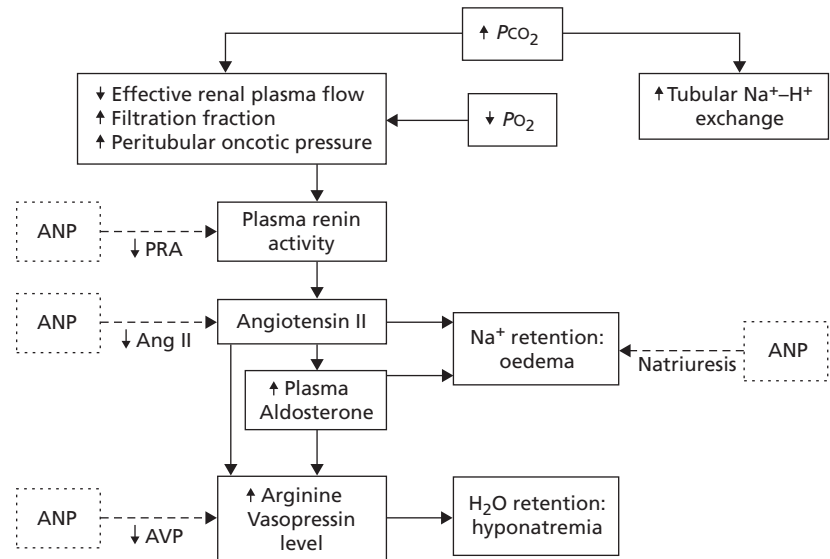 ↑ PCO₂
↓ Effective renal plasma flow
↑ Filtration fraction
↑ Peritubular oncotic pressure
↓ PO₂
↑ Tubular Na⁺–H⁺
exchange
ANP
↓ PRA
Plasma renin
activity
ANP
↓ Ang II
Angiotensin II
Na⁺ retention:
oedema
Natriuresis
ANP
↑ Plasma
Aldosterone
ANP
↓ AVP
↑ Arginine
Vasopressin
level
H₂O retention:
hyponatremia